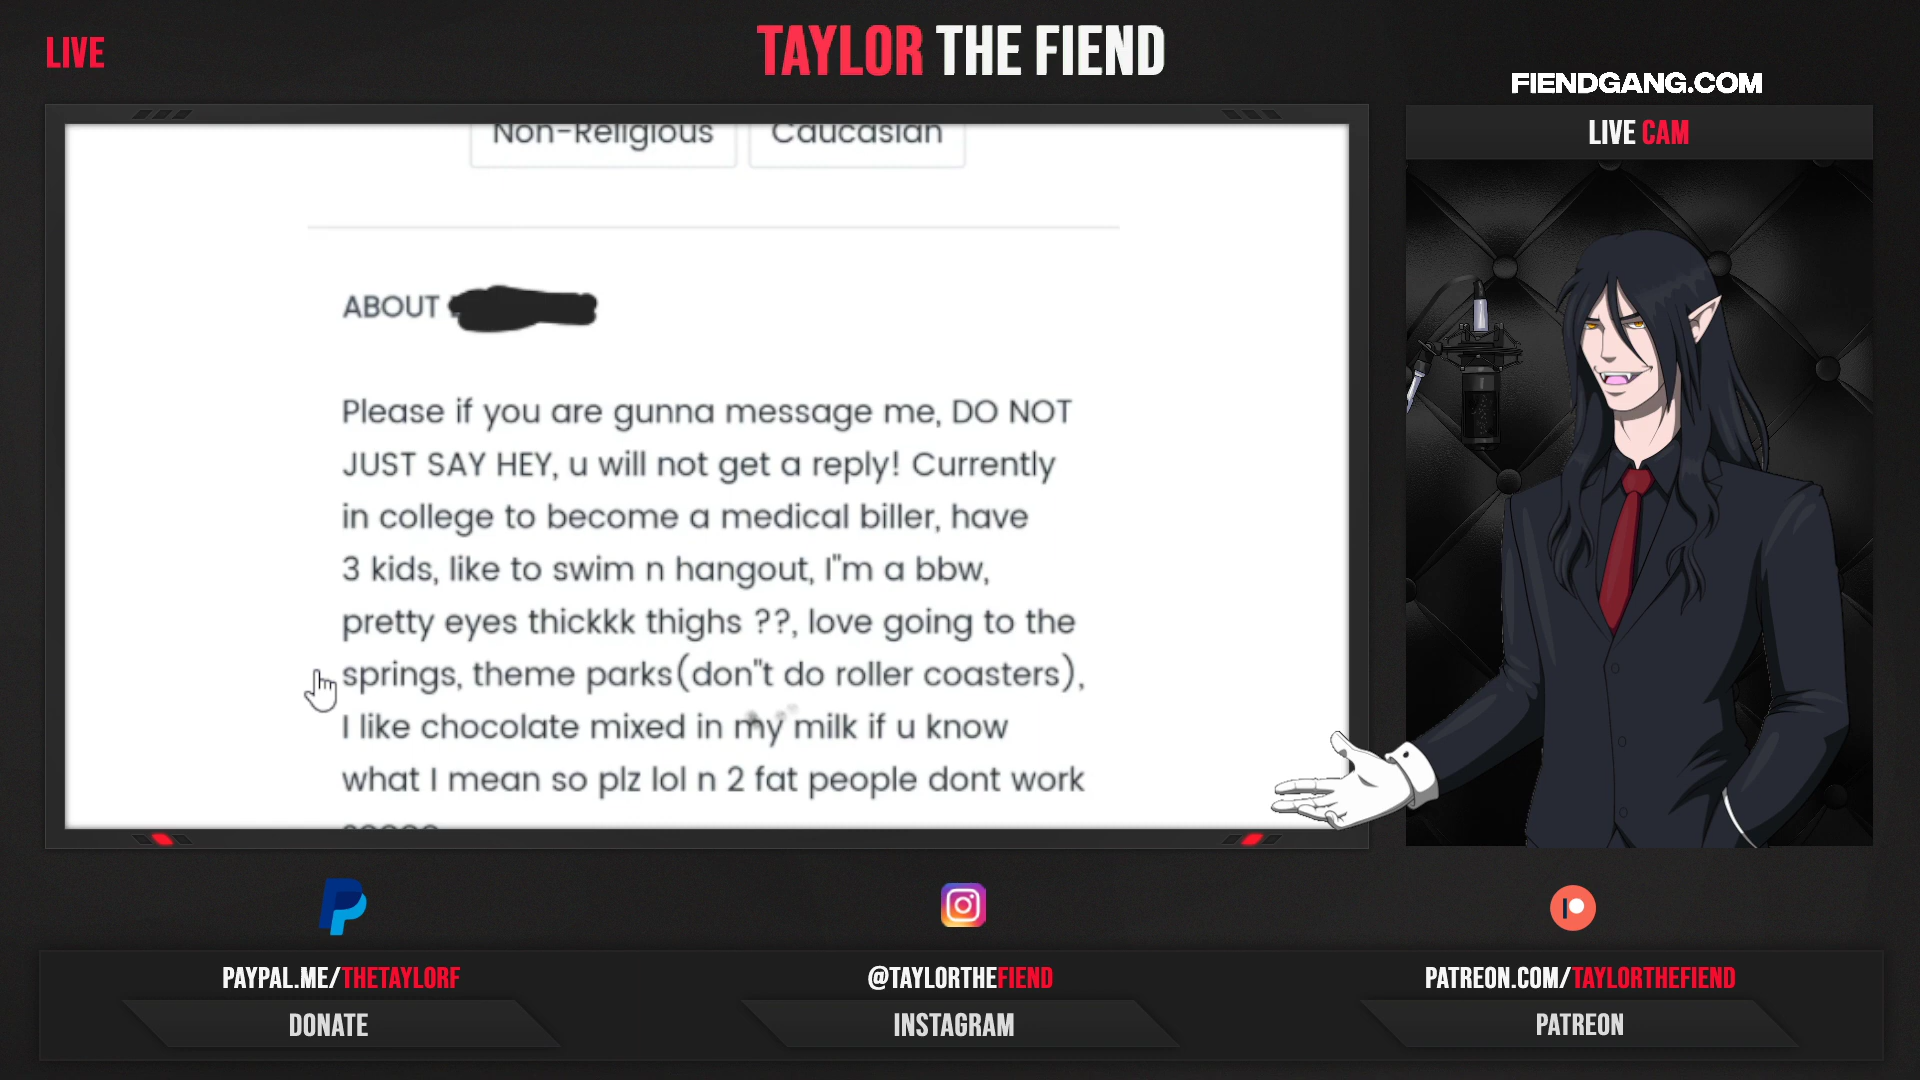 LIVE
TAYLOR THE FIEND
FIENDGANG.COM
LIVE CAM
Non-Religious
Caucasian
ABOUT
Please if you are gunna message me, DO NOT
JUST SAY HEY, u will not get a reply! Currently
in college to become a medical biller, have
3 kids, like to swim n hangout, I"m a bbw,
pretty eyes thickkk thighs ??, love going to the
springs, theme parks(don"t do roller coasters),
I like chocolate mixed in my milk if u know
what I mean so plz lol n 2 fat people dont work
PAYPAL.ME/THETAYLORF
DONATE
@TAYLORTHEFIEND
INSTAGRAM
PATREON.COM/TAYLORTHEFIEND
PATREON